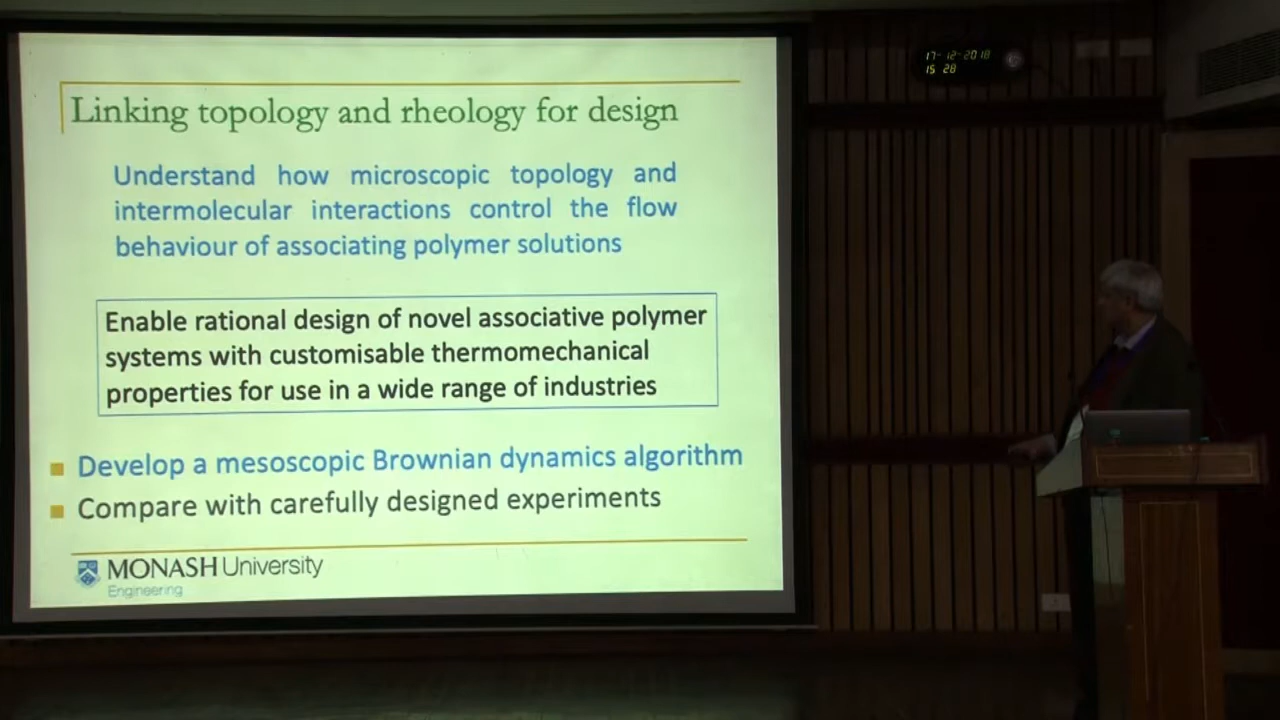 17-12-2018
15 28
Linking topology and rheology for design
Understand how microscopic topology and
intermolecular interactions control the flow
behaviour of associating polymer solutions
Enable rational design of novel associative polymer
systems with customisable thermomechanical
properties for use in a wide range of industries
Develop a mesoscopic Brownian dynamics algorithm
Compare with carefully designed experiments
MONASH University
Engineering